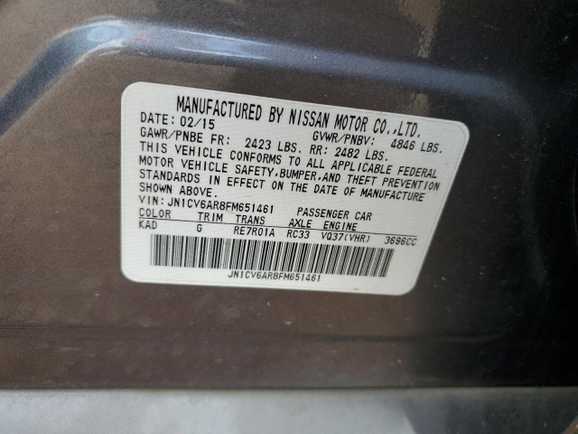 MANUFACTURED BY NISSAN MOTOR CO.,LTD.
DATE: 02/15 GVWR/PNBV: 4846 LBS.
GAWR/PNBE FR: 2423 LBS. RR: 2482 LBS.
THIS VEHICLE CONFORMS TO ALL APPLICABLE FEDERAL
MOTOR VEHICLE SAFETY,BUMPER,AND THEFT PREVENTION
STANDARDS IN EFFECT ON THE DATE OF MANUFACTURE
SHOWN ABOVE.
VIN: JN1CV6AR8FM651461 PASSENGER CAR
COLOR TRIM TRANS AXLE ENGINE
KAD G RE7R01A RC33 VQ37(VHR) 3696CC
JN1CV6AR8FM651461